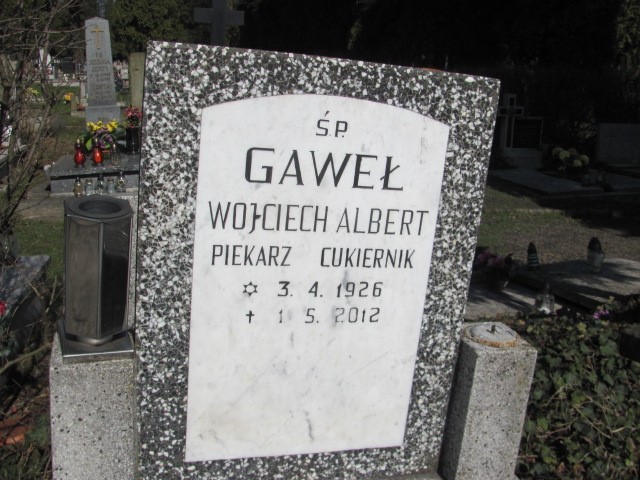 ŚP.
GAWEŁ
WOJCIECH ALBERT
PIEKARZ CUKIERNIK
✡ 3. 4. 1926
† 1 5. 2012